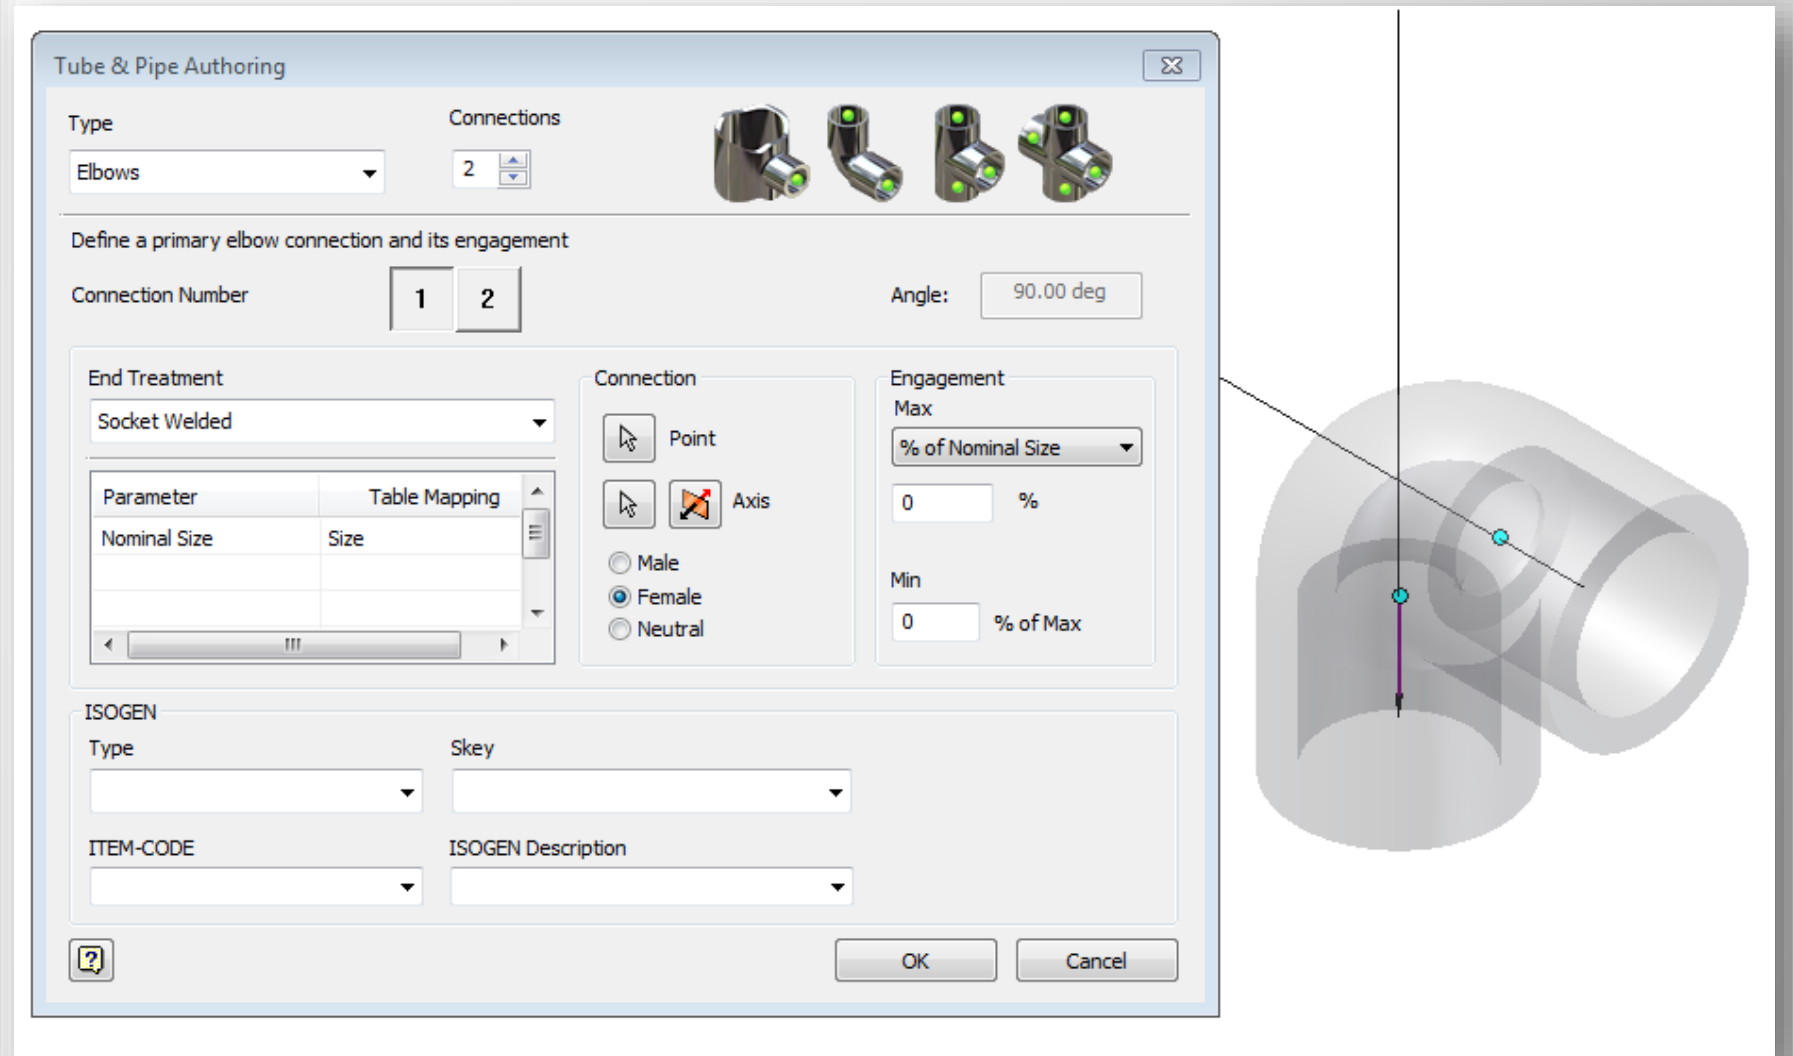 Tube & Pipe Authoring
Type
Connections
Elbows
2
Define a primary elbow connection and its engagement
Connection Number
1
2
Angle:
90.00 deg
End Treatment
Socket Welded
Parameter
Table Mapping
Nominal Size
Size
Connection
Point
Axis
Male
Female
Neutral
Engagement
Max
% of Nominal Size
0
%
Min
0
% of Max
ISOGEN
Type
Skey
ITEM-CODE
ISOGEN Description
?
OK
Cancel